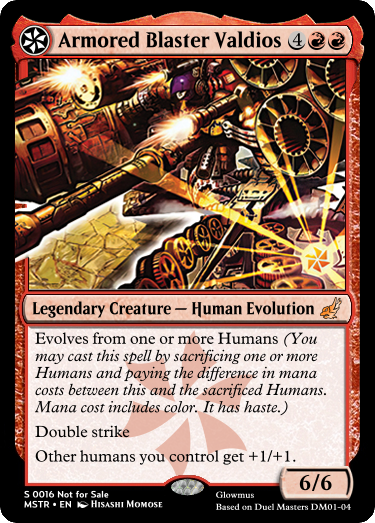 Armored Blaster Valdios 4
Legendary Creature — Human Evolution
Evolves from one or more Humans (You
may cast this spell by sacrificing one or more
Humans and paying the difference in mana
costs between this and the sacrificed Humans.
Mana cost includes color. It has haste.)
Double strike
Other humans you control get +1/+1.
6/6
S 0016 Not for Sale
MSTR • EN Hisashi Momose
Glowmus
Based on Duel Masters DM01-04